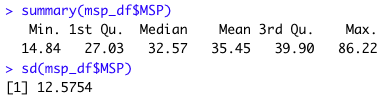 > summary(msp_df$MSP)
Min. 1st Qu. Median Mean 3rd Qu. Max.
14.84 27.03 32.57 35.45 39.90 86.22
> sd(msp_df$MSP)
[1] 12.5754